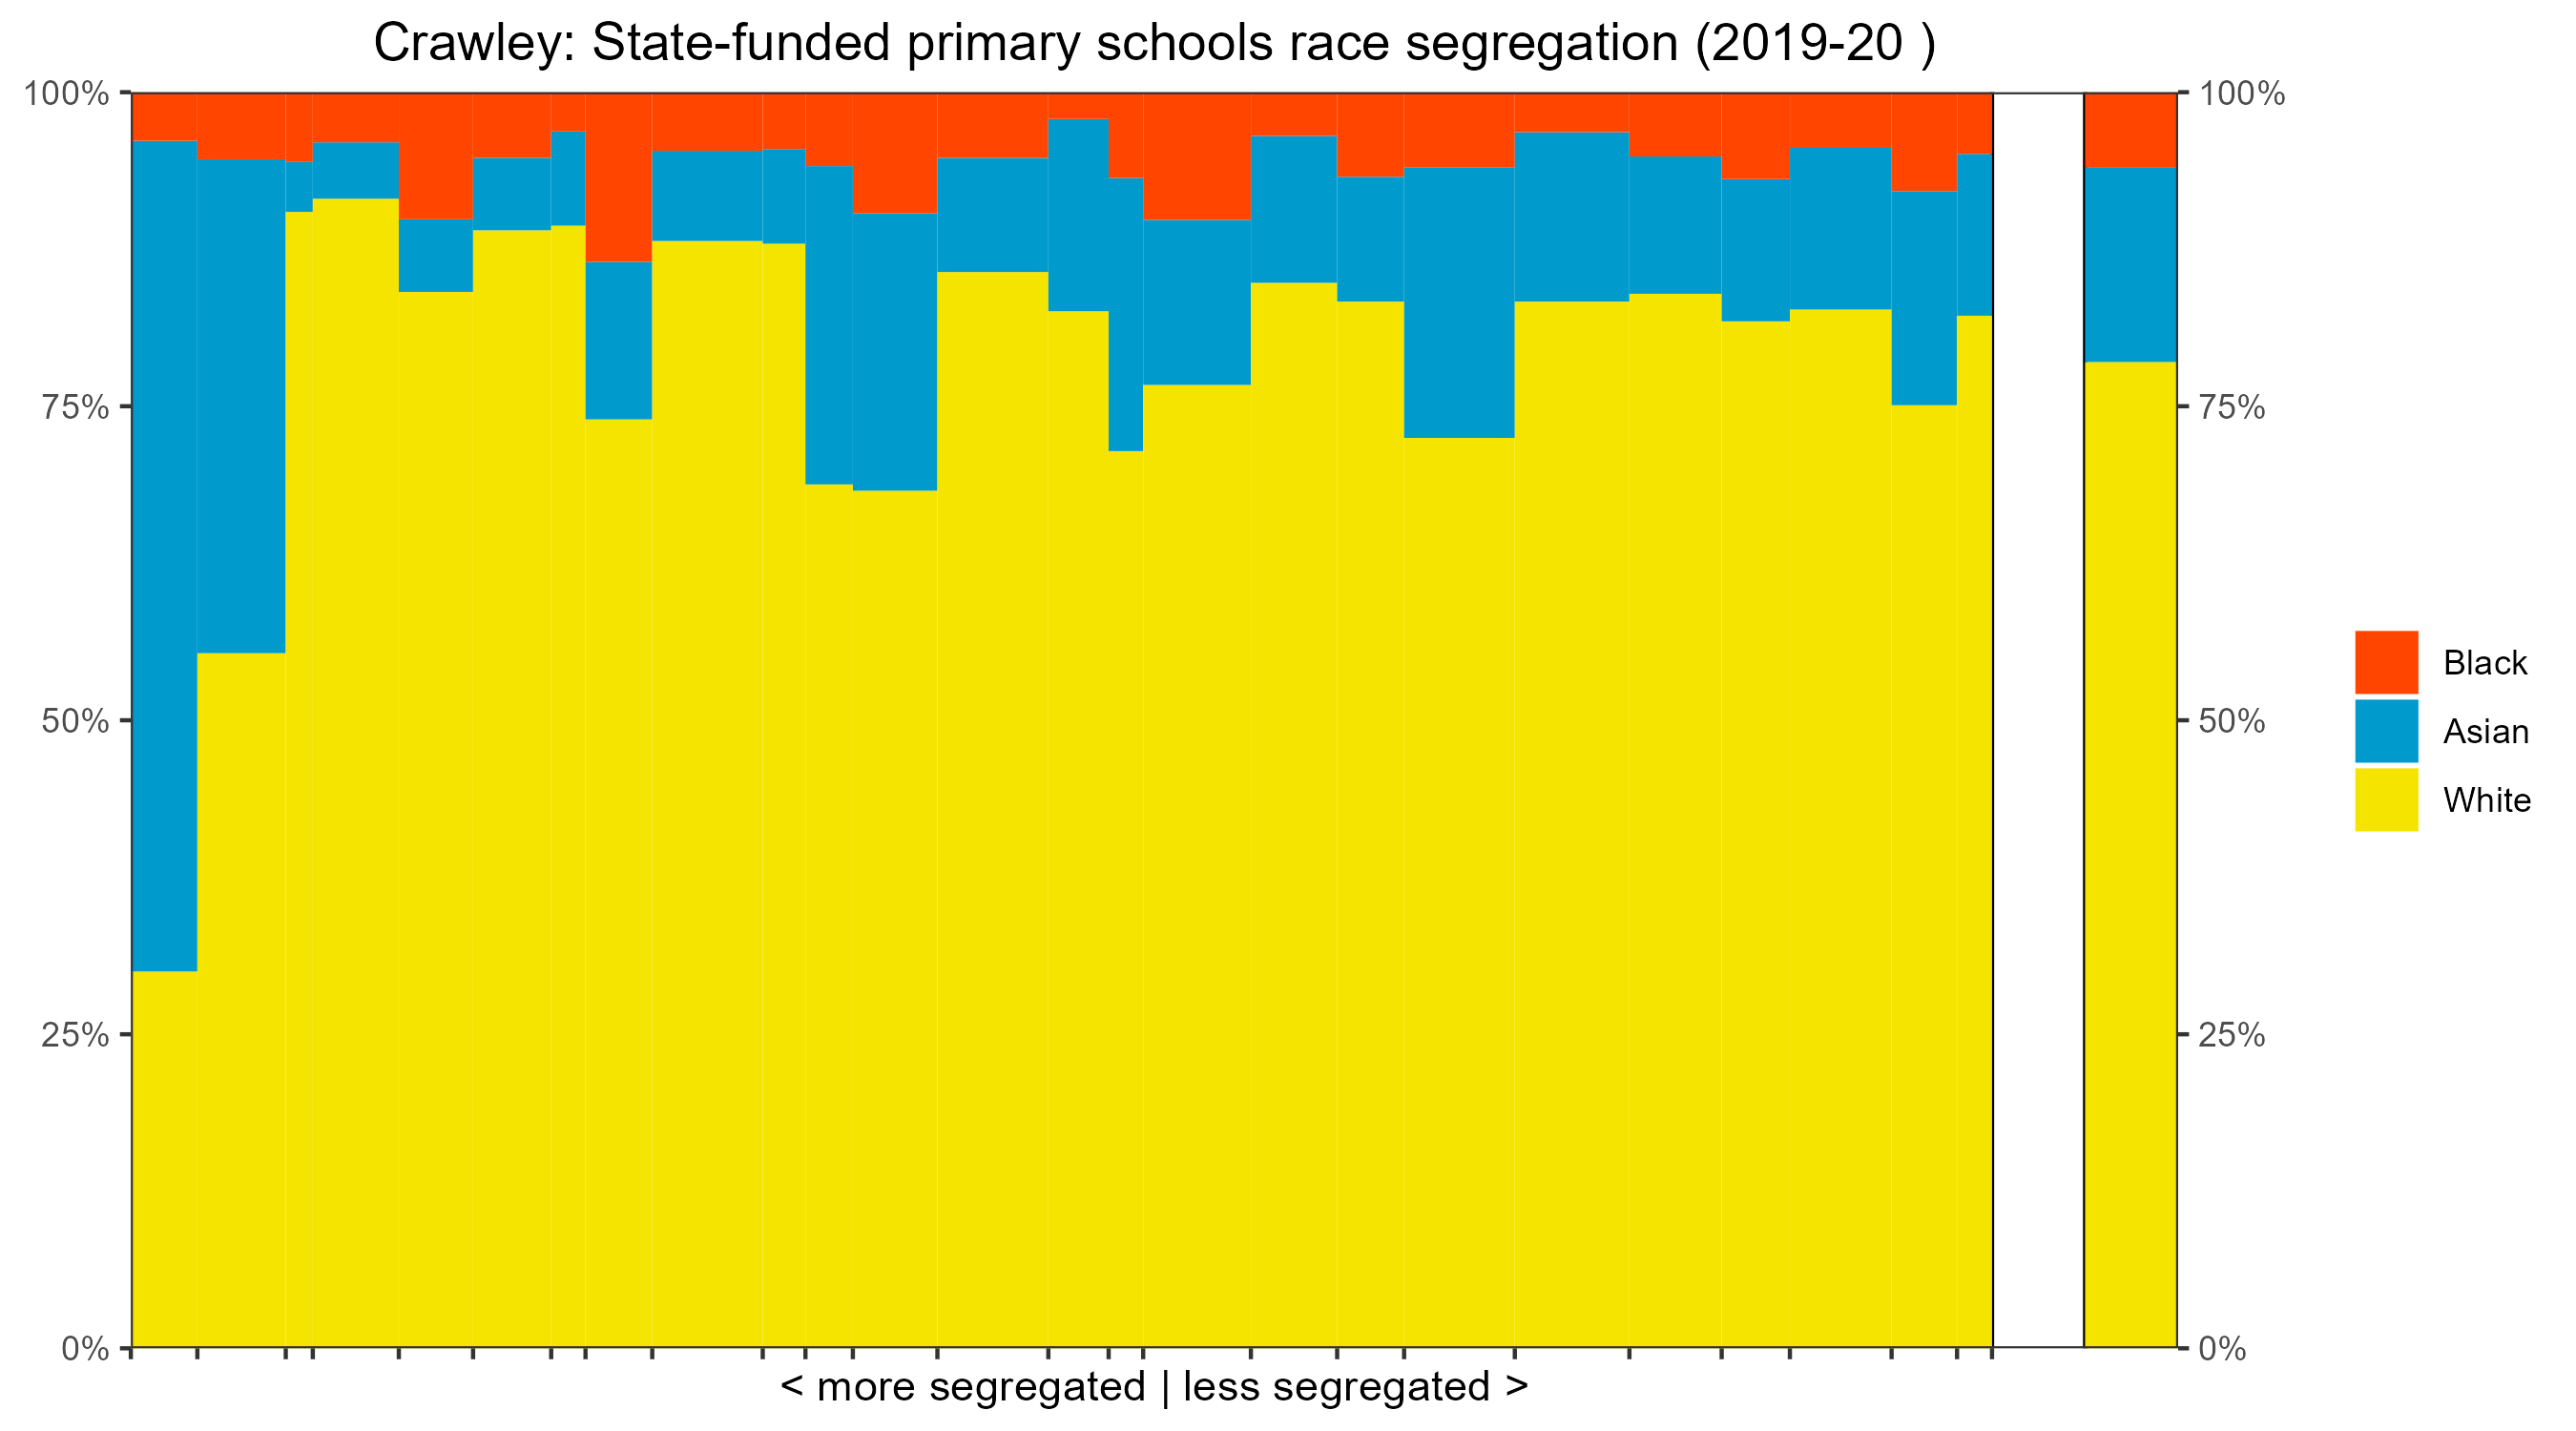 Crawley: State-funded primary schools race segregation (2019-20 )
100%
75%
50%
25%
0%
100%
75%
50%
25%
0%
Black
Asian
White
< more segregated | less segregated >